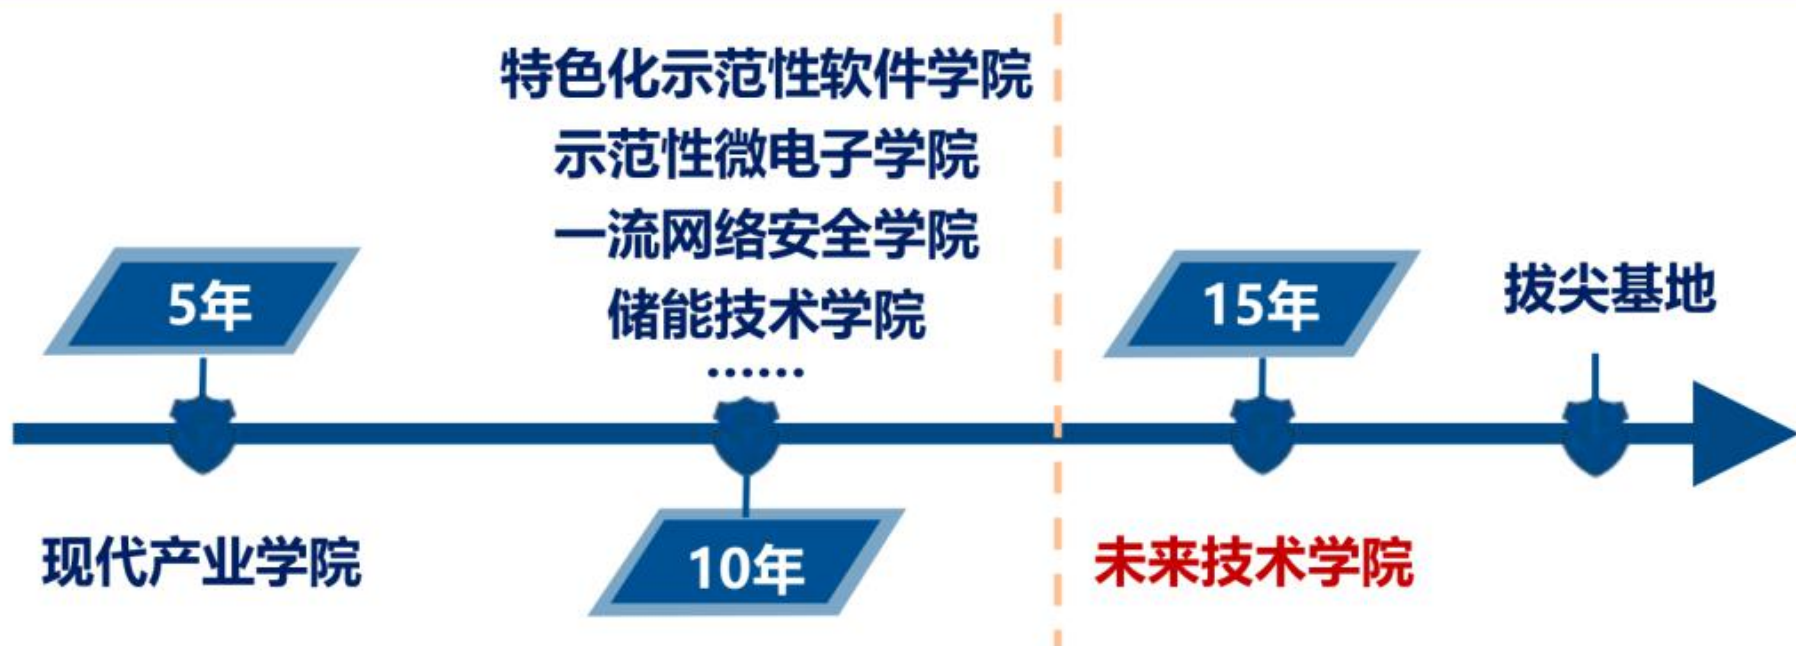 特色化示范性软件学院
示范性微电子学院
一流网络安全学院
储能技术学院
……
5年
15年
拔尖基地
现代产业学院
10年
未来技术学院